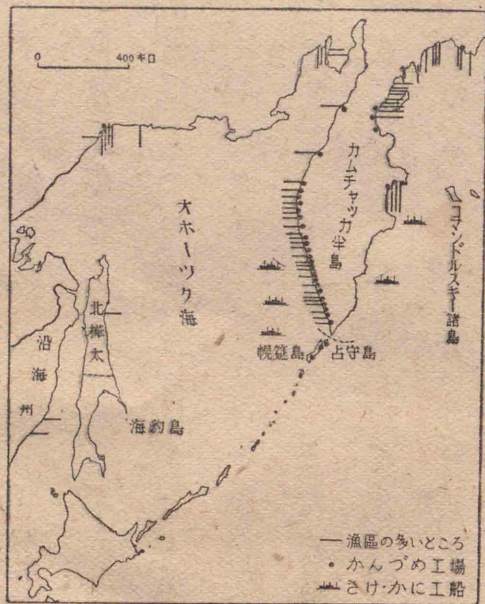 0 400キロ
オホーツク海
カムチャッカ半島
コマンドルスキー諸島
北樺太
沿海州
幌筵島
占守島
海豹島
漁區の多いところ
かんづめ工場
さけ・かに工船